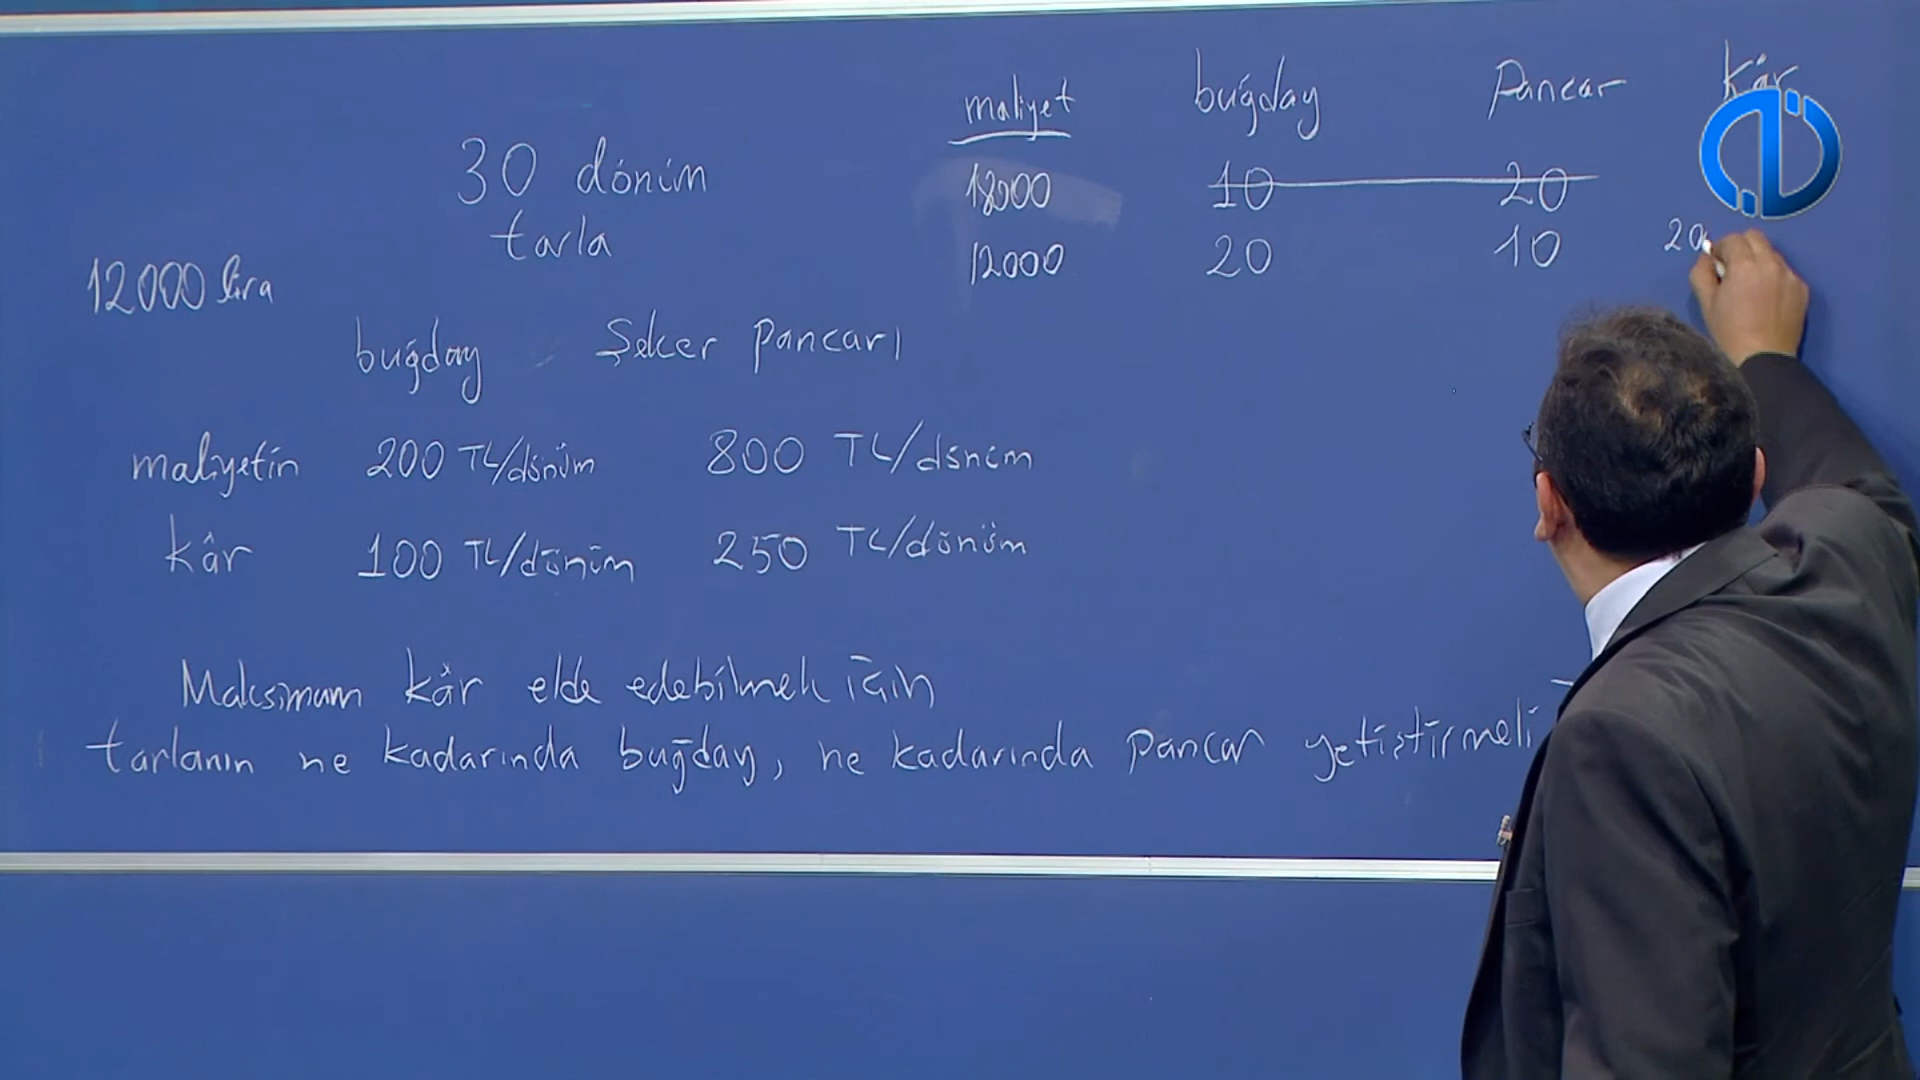 maliyet buğday Pancar Kâr
30 dönüm
tarla
18000 10 20
12000 20 10 20
12000 lira
buğday Şeker pancarı
maliyetin 200 TL/dönüm 800 TL/dönüm
kâr 100 TL/dönüm 250 TL/dönüm
Maksimum kâr elde edebilmek için
tarlanın ne kadarında buğday, ne kadarında pancar yetiştirmeli